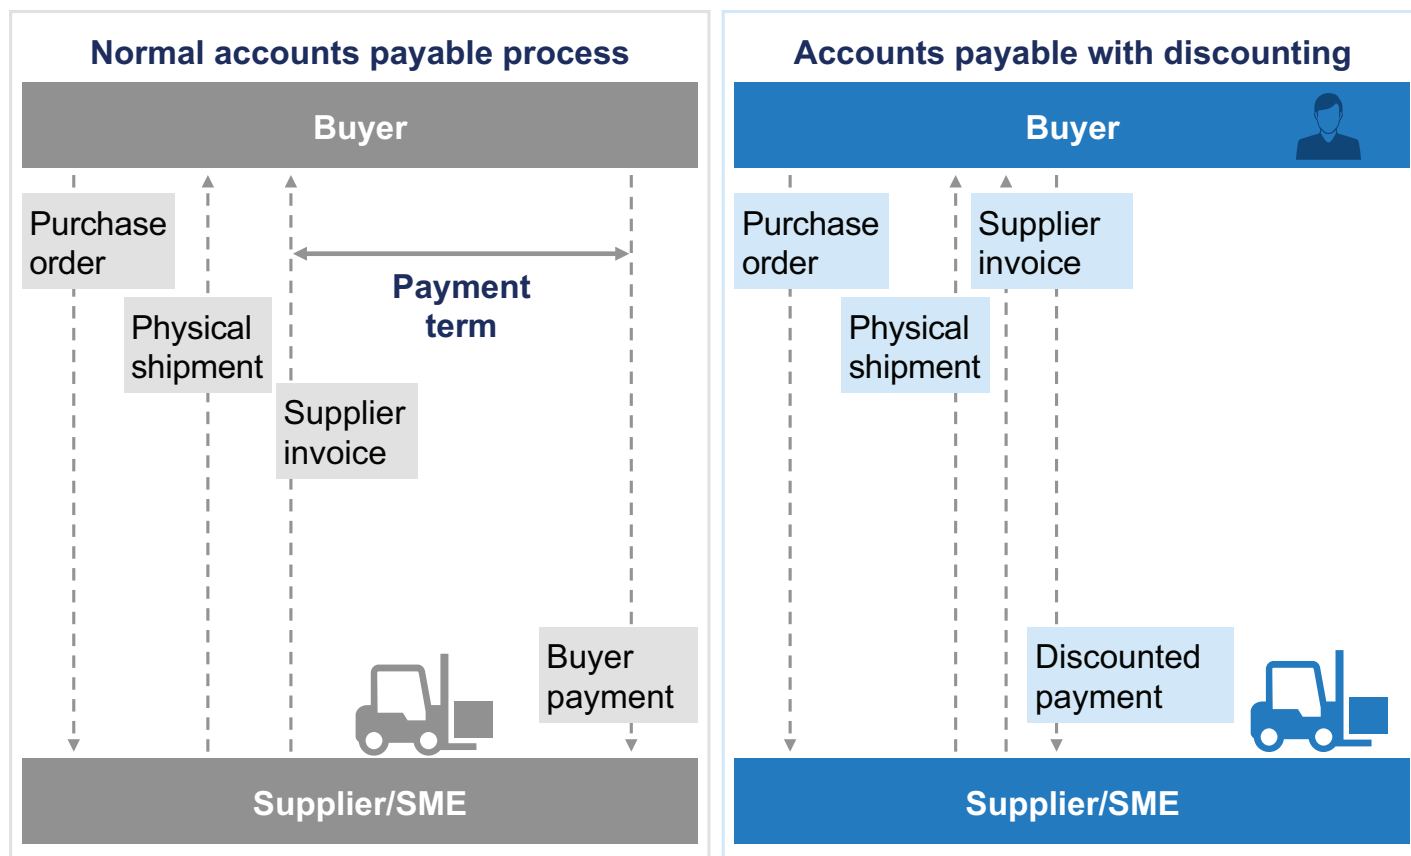 Normal accounts payable process
Buyer
Purchase
order
Payment
term
Physical
shipment
Supplier
invoice
Buyer
payment
Supplier/SME
Accounts payable with discounting
Buyer
Purchase
order
Supplier
invoice
Physical
shipment
Discounted
payment
Supplier/SME